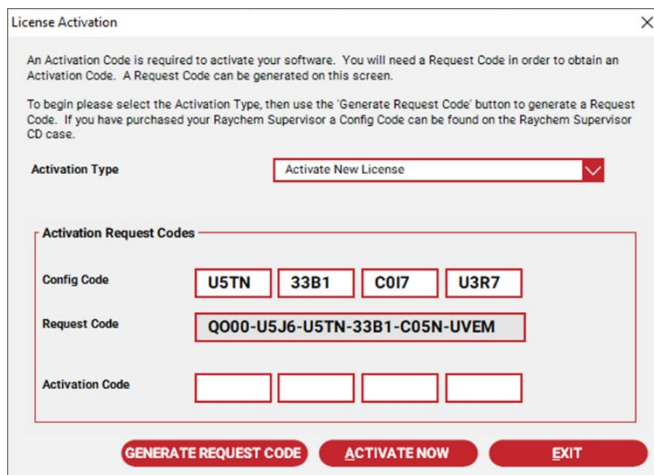 License Activation
An Activation Code is required to activate your software. You will need a Request Code in order to obtain an
Activation Code. A Request Code can be generated on this screen.
To begin please select the Activation Type, then use the 'Generate Request Code' button to generate a Request
Code. If you have purchased your Raychem Supervisor a Config Code can be found on the Raychem Supervisor
CD case.
Activation Type Activate New License
Activation Request Codes
Config Code U5TN 33B1 C0I7 U3R7
Request Code QO00-U5J6-U5TN-33B1-C05N-UVEM
Activation Code
GENERATE REQUEST CODE ACTIVATE NOW EXIT